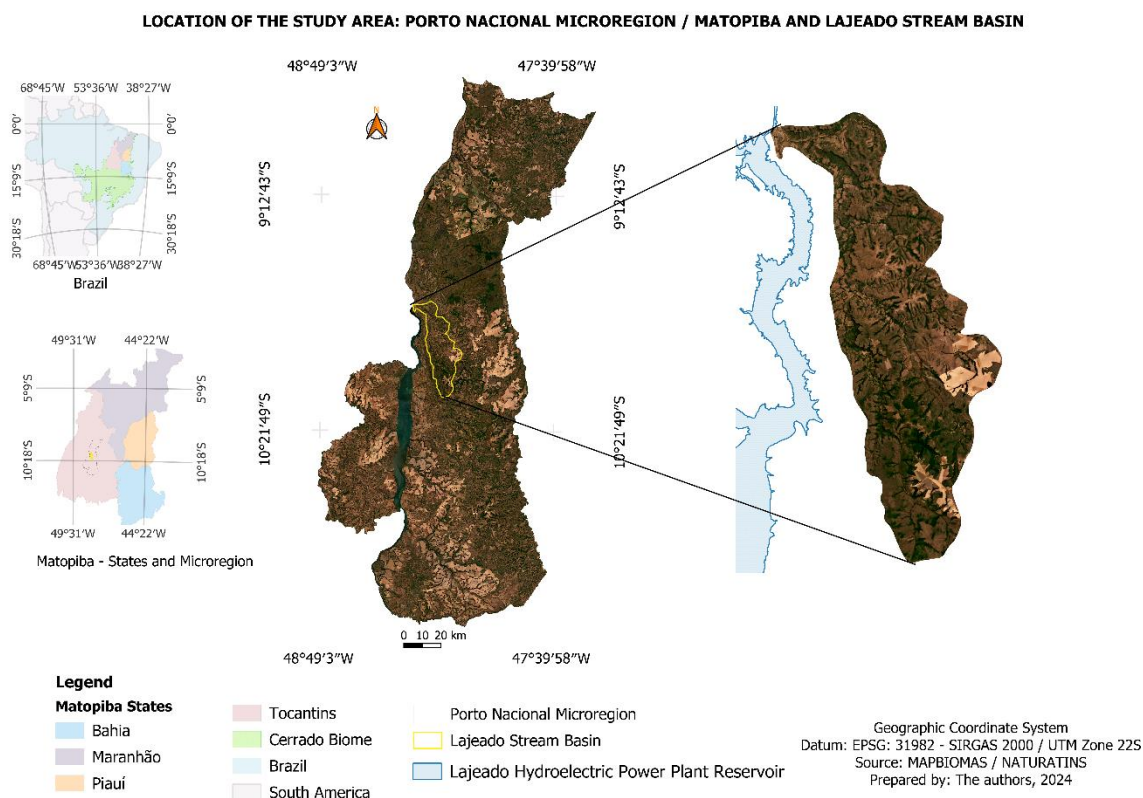 LOCATION OF THE STUDY AREA: PORTO NACIONAL MICROREGION / MATOPIBA AND LAJEADO STREAM BASIN
68°45'W 53°36'W 38°27'W
0°0'
15°9'S
30°18'S
0°0'
15°9'S
30°18'S
68°45'W 53°36'W 38°27'W
Brazil
49°31'W 44°22'W
5°9'S
10°18'S
5°9'S
10°18'S
49°31'W 44°22'W
Matopiba - States and Microregion
48°49'3"W 47°39'58"W
N
9°12'43"S
10°21'49"S
9°12'43"S
10°21'49"S
0 10 20 km
48°49'3"W 47°39'58"W
Legend
Matopiba States
Bahia
Maranhão
Piauí
Tocantins
Cerrado Biome
Brazil
South America
Porto Nacional Microregion
Lajeado Stream Basin
Lajeado Hydroelectric Power Plant Reservoir
Geographic Coordinate System
Datum: EPSG: 31982 - SIRGAS 2000 / UTM Zone 22S
Source: MAPBIOMAS / NATURATINS
Prepared by: The authors, 2024